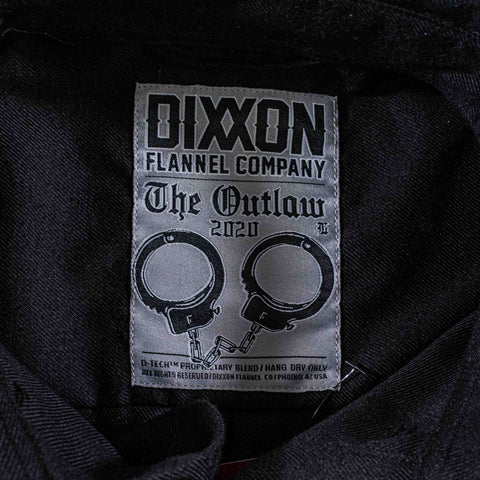 DIXXON
FLANNEL COMPANY
The Outlaw
2020
D-TECH™ PROPRIETARY BLEND / HANG DRY ONLY
ALL RIGHTS RESERVED / DIXXON FLANNEL CO / PHOENIX AZ USA